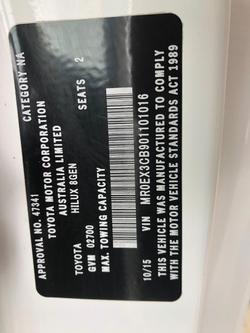 APPROVAL NO. 47341 CATEGORY NA
TOYOTA MOTOR CORPORATION
AUSTRALIA LIMITED
HILUX 8GEN
TOYOTA SEATS 2
GVM 02700
MAX. TOWING CAPACITY
10/15 VIN MR0EX3CB901101016
THIS VEHICLE WAS MANUFACTURED TO COMPLY
WITH THE MOTOR VEHICLE STANDARDS ACT 1989